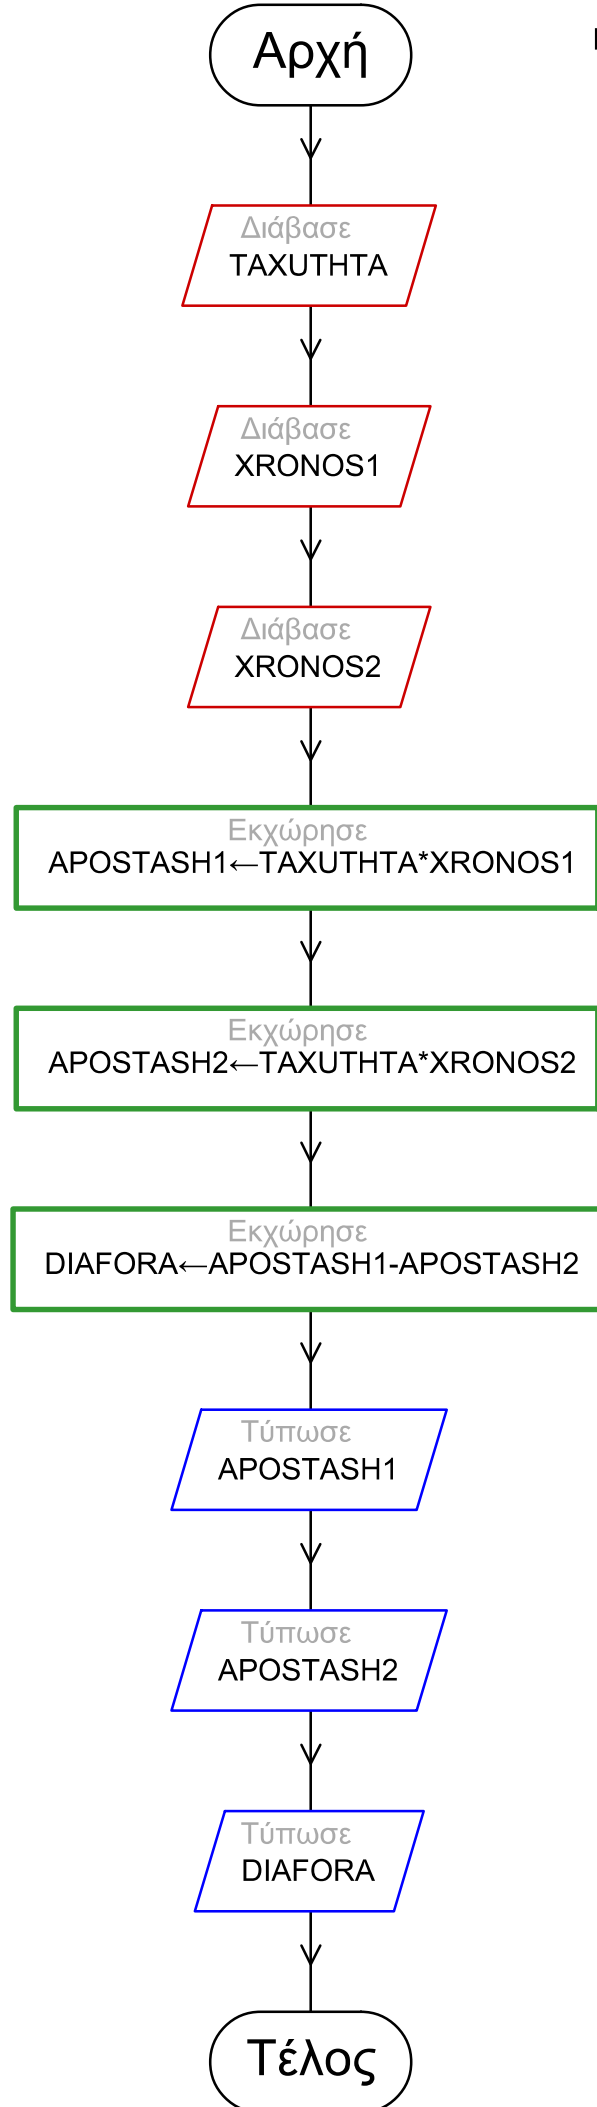 Αρχή
Διάβασε
TAXUTHTA
Διάβασε
XRONOS1
Διάβασε
XRONOS2
Εκχώρησε
APOSTASH1←TAXUTHTA*XRONOS1
Εκχώρησε
APOSTASH2←TAXUTHTA*XRONOS2
Εκχώρησε
DIAFORA←APOSTASH1-APOSTASH2
Τύπωσε
APOSTASH1
Τύπωσε
APOSTASH2
Τύπωσε
DIAFORA
Τέλος